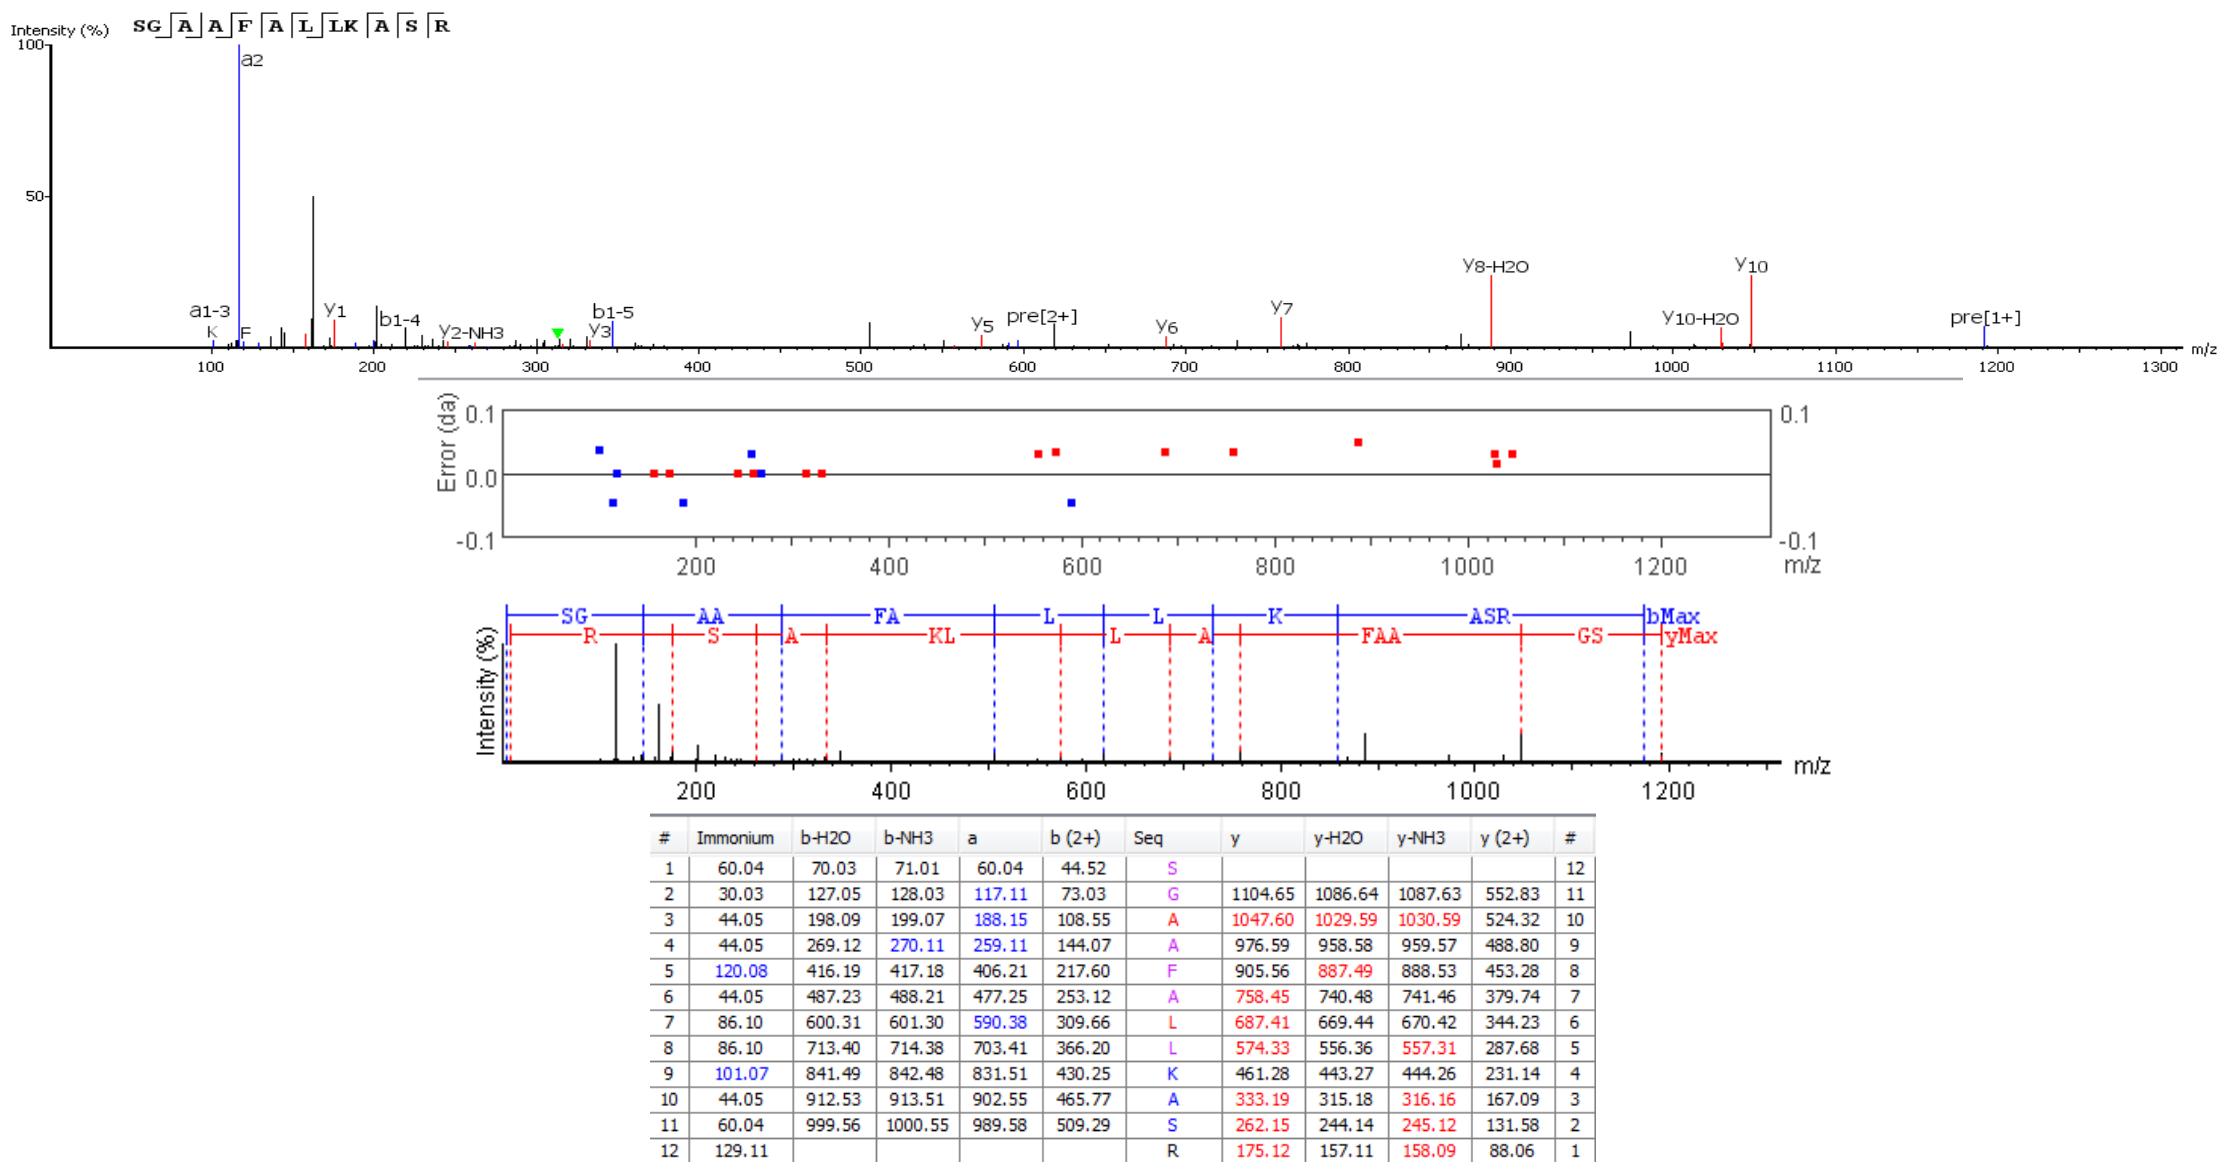 SG A A F A L LK A S R
Intensity (%)
100
a2
50
y8-H2O
y10
a1-3
y1
b1-5
y7
pre[2+]
y10-H2O
pre[1+]
K
F
b1-4
y2-NH3
y3
y5
y6
m/z
100 200 300 400 500 600 700 800 900 1000 1100 1200 1300
Error (da)
0.1 0.1
0.0
-0.1 -0.1
200 400 600 800 1000 1200 m/z
SG AA FA L L K ASR bMax
R S A KL L A FAA GS yMax
Intensity (%)
m/z
200 400 600 800 1000 1200
# Immonium b-H2O b-NH3 a b (2+) Seq y y-H2O y-NH3 y (2+) #
1 60.04 70.03 71.01 60.04 44.52 S 12
2 30.03 127.05 128.03 117.11 73.03 G 1104.65 1086.64 1087.63 552.83 11
3 44.05 198.09 199.07 188.15 108.55 A 1047.60 1029.59 1030.59 524.32 10
4 44.05 269.12 270.11 259.11 144.07 A 976.59 958.58 959.57 488.80 9
5 120.08 416.19 417.18 406.21 217.60 F 905.56 887.49 888.53 453.28 8
6 44.05 487.23 488.21 477.25 253.12 A 758.45 740.48 741.46 379.74 7
7 86.10 600.31 601.30 590.38 309.66 L 687.41 669.44 670.42 344.23 6
8 86.10 713.40 714.38 703.41 366.20 L 574.33 556.36 557.31 287.68 5
9 101.07 841.49 842.48 831.51 430.25 K 461.28 443.27 444.26 231.14 4
10 44.05 912.53 913.51 902.55 465.77 A 333.19 315.18 316.16 167.09 3
11 60.04 999.56 1000.55 989.58 509.29 S 262.15 244.14 245.12 131.58 2
12 129.11 R 175.12 157.11 158.09 88.06 1